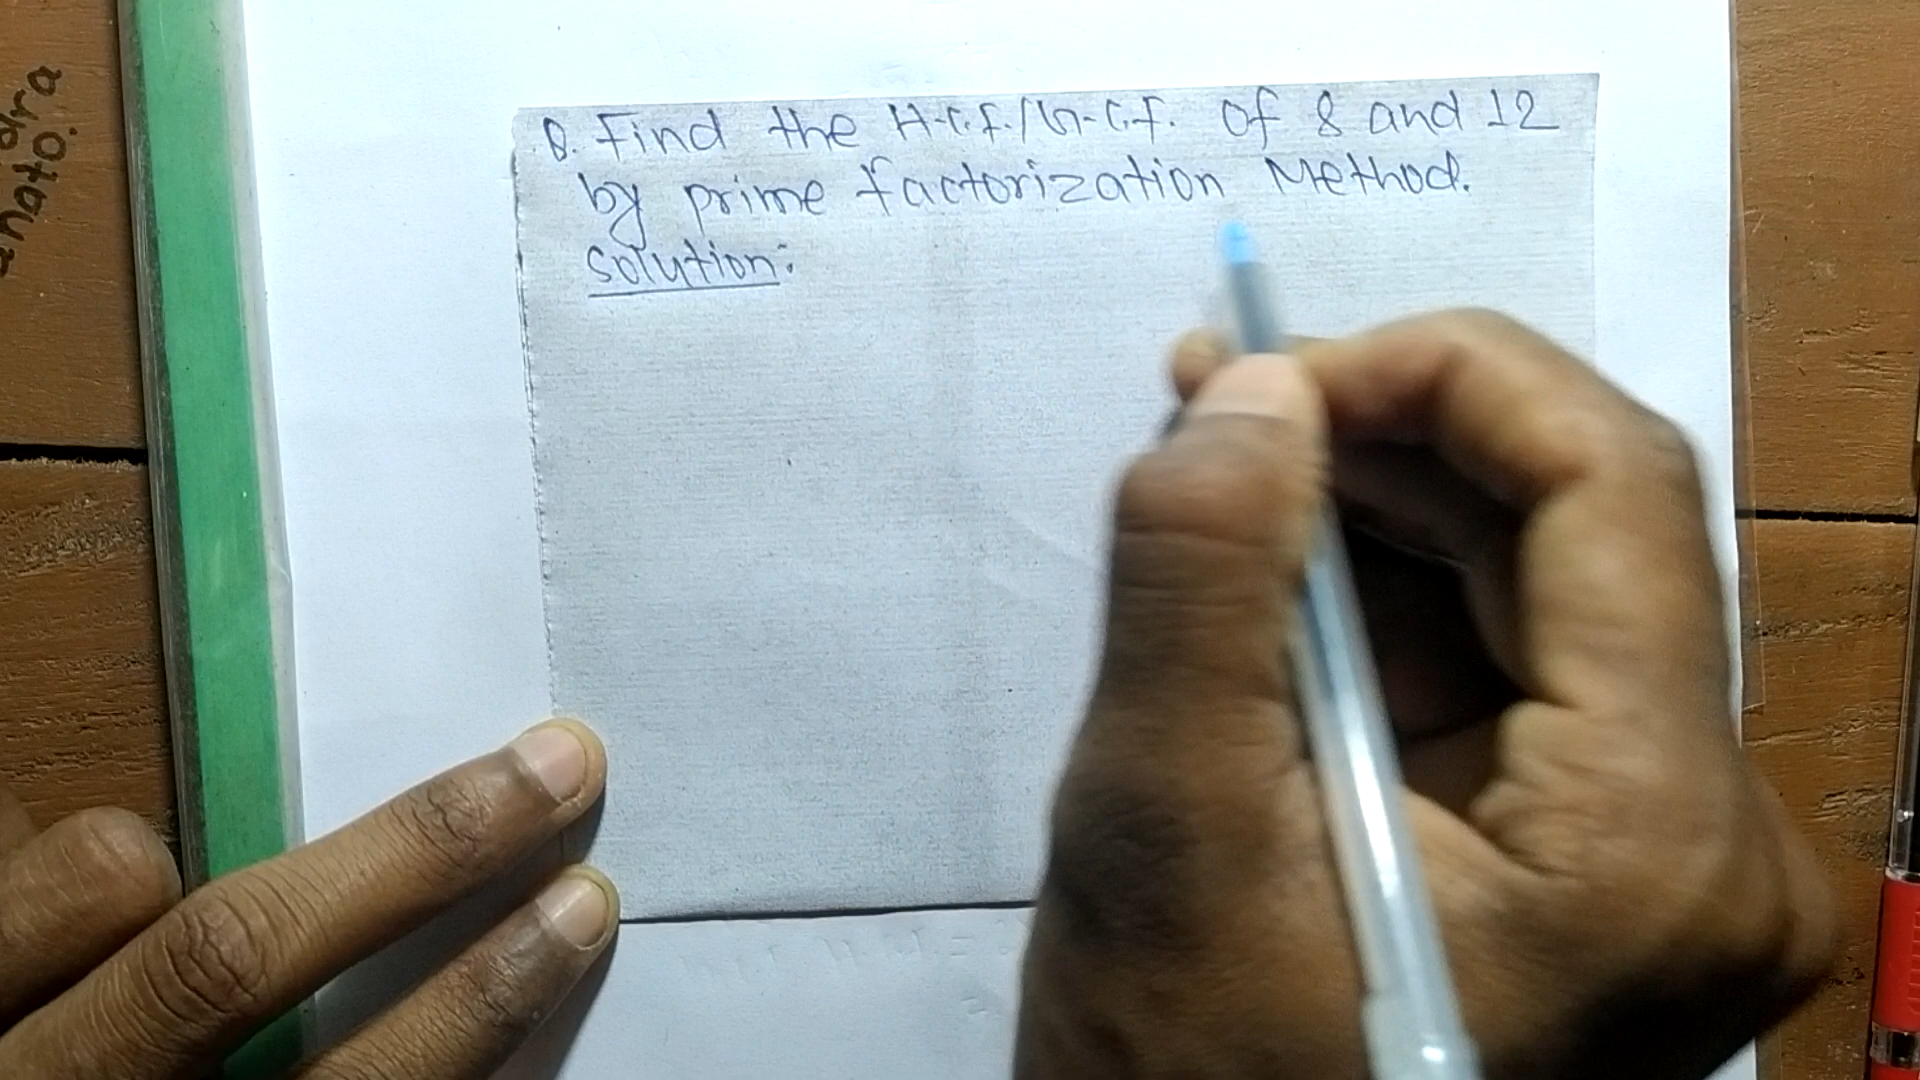 Q. Find the H.C.F./G.C.F. of 8 and 12
by prime factorization Method.
Solution: